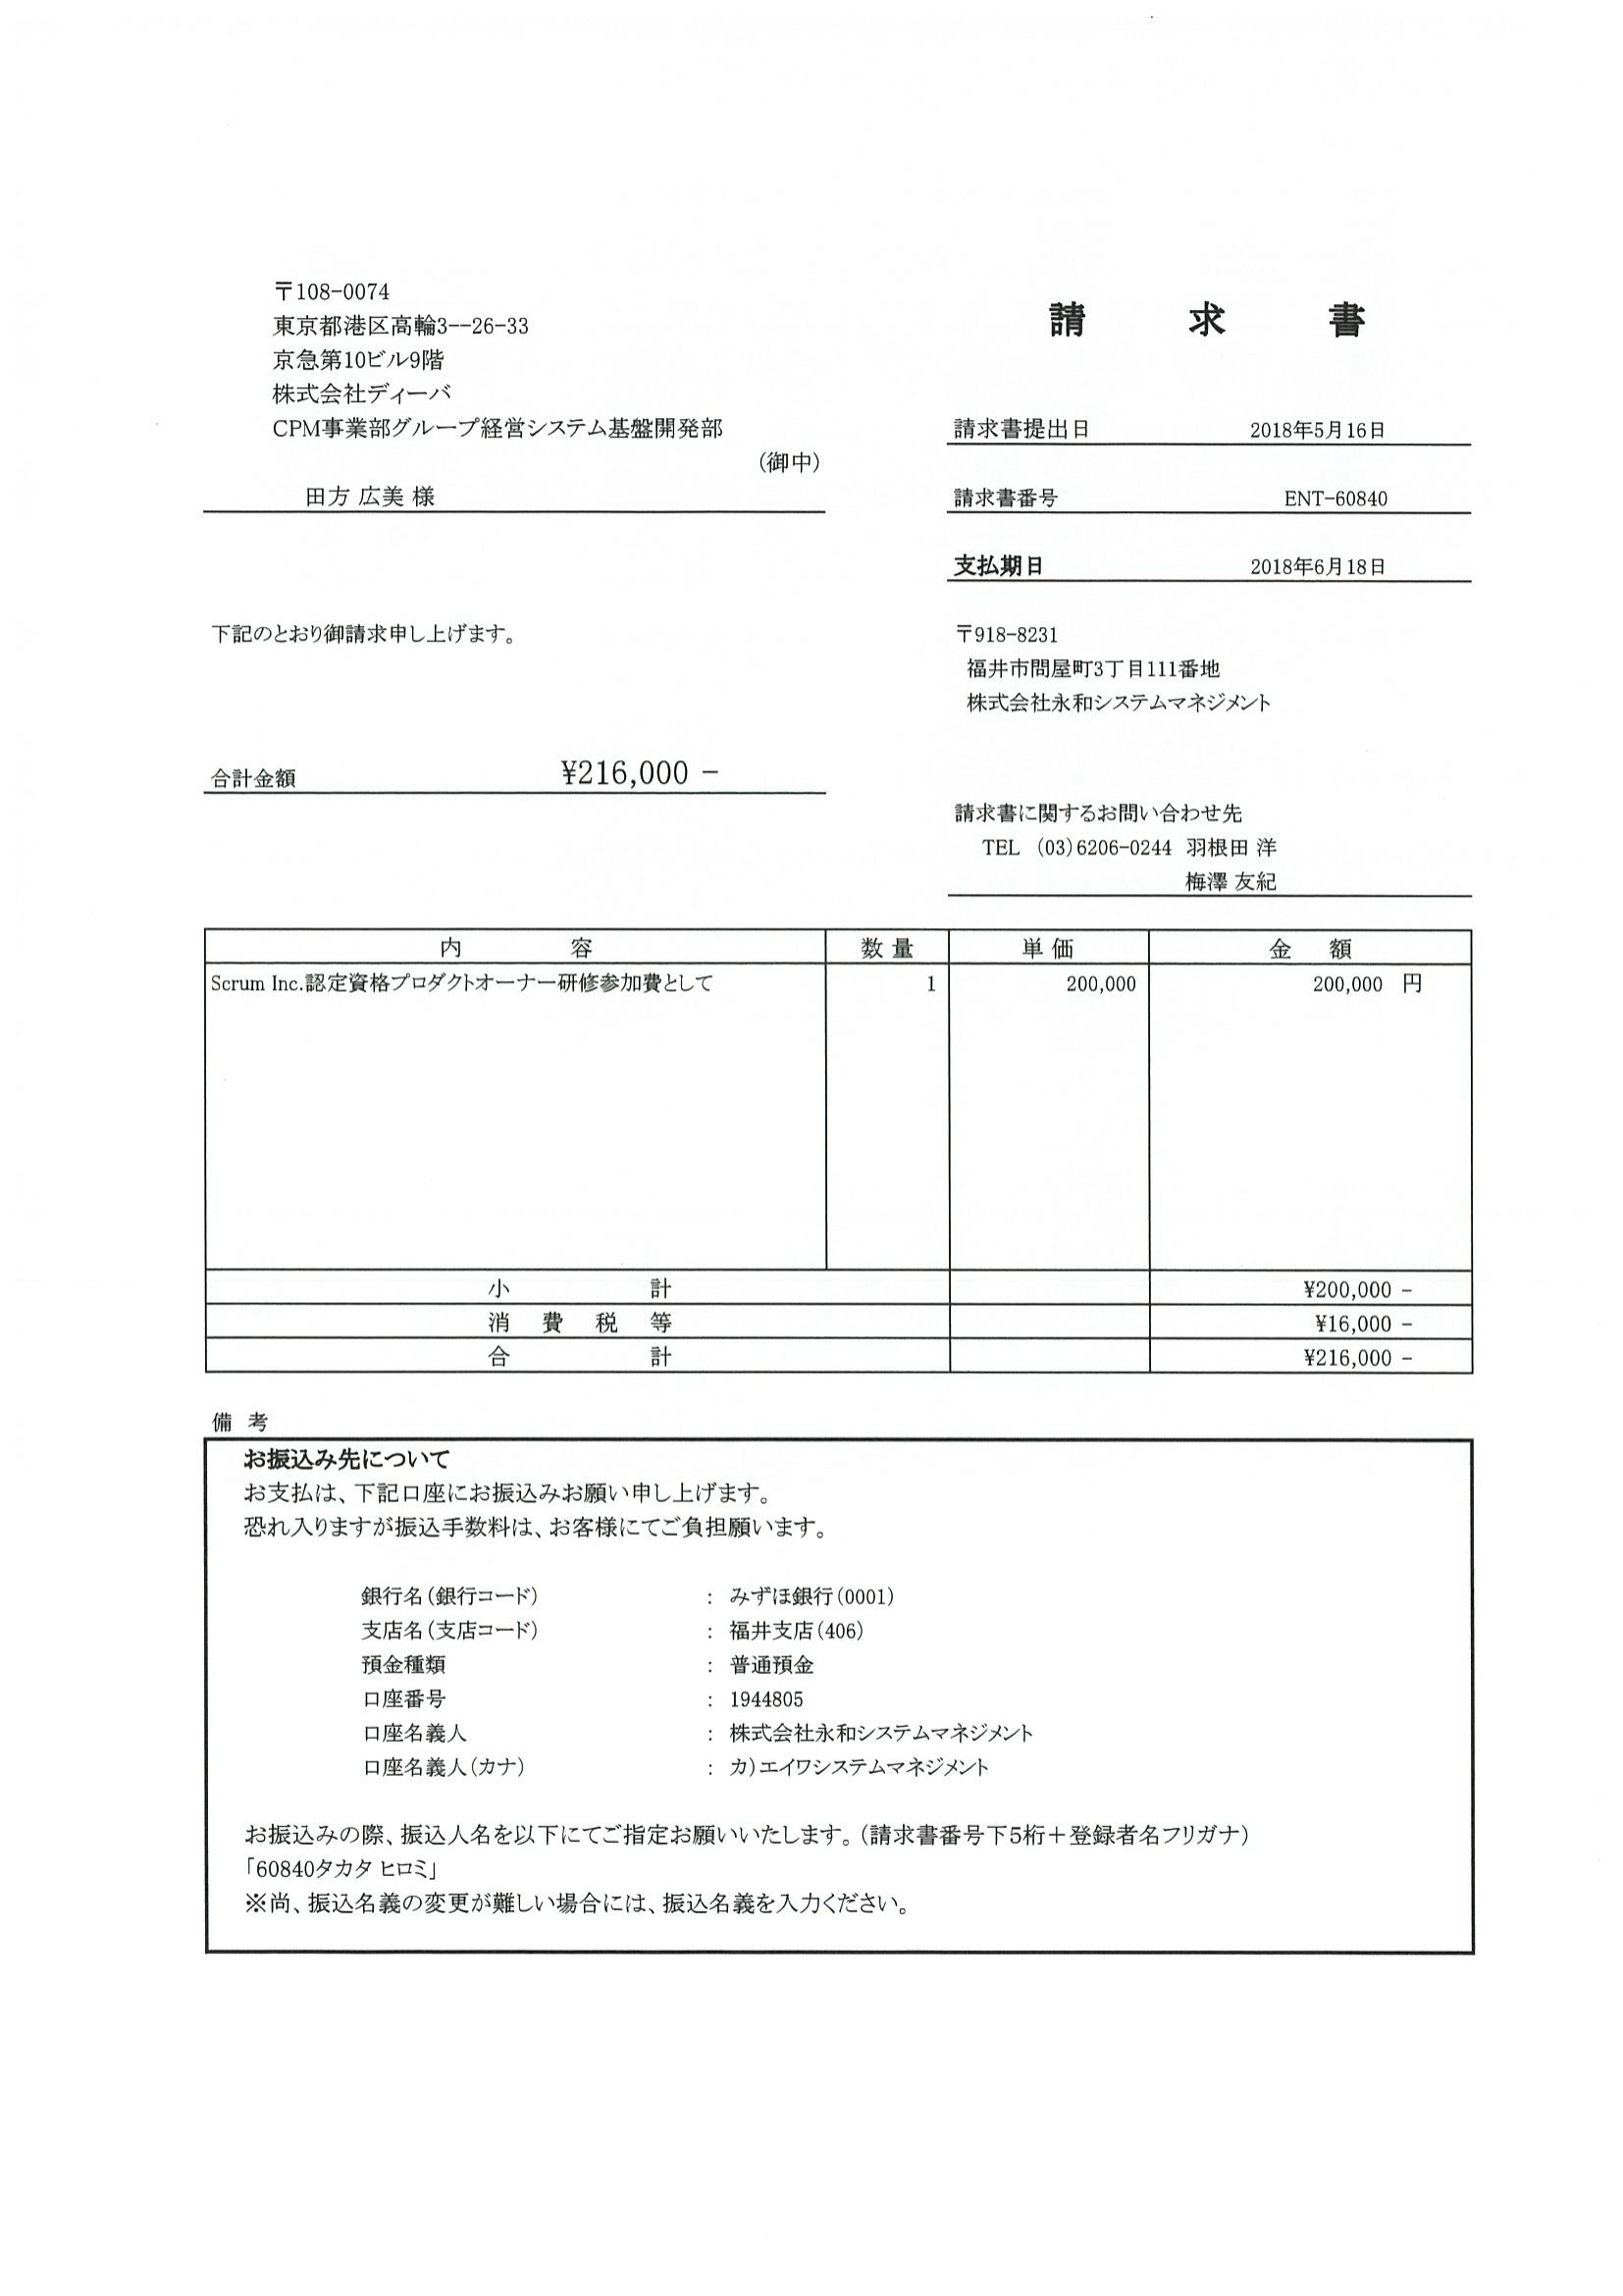 〒108-0074
東京都港区高輪3--26-33
京急第10ビル9階
株式会社ディーバ
CPM事業部グループ経営システム基盤開発部
(御中)
田方 広美 様
請 求 書
請求書提出日 2018年5月16日
請求書番号 ENT-60840
支払期日 2018年6月18日
下記のとおり御請求申し上げます。
〒918-8231
福井市問屋町3丁目111番地
株式会社永和システムマネジメント
合計金額 ¥216,000 −
請求書に関するお問い合わせ先
TEL (03)6206-0244 羽根田 洋
梅澤 友紀
内 容 数 量 単 価 金 額
Scrum Inc.認定資格プロダクトオーナー研修参加費として 1 200,000 200,000 円
小 計 ¥200,000 −
消 費 税 等 ¥16,000 −
合 計 ¥216,000 −
備 考
お振込み先について
お支払は、下記口座にお振込みお願い申し上げます。
恐れ入りますが振込手数料は、お客様にてご負担願います。
銀行名(銀行コード) : みずほ銀行(0001)
支店名(支店コード) : 福井支店(406)
預金種類 : 普通預金
口座番号 : 1944805
口座名義人 : 株式会社永和システムマネジメント
口座名義人(カナ) : カ)エイワシステムマネジメント
お振込みの際、振込人名を以下にてご指定お願いいたします。(請求書番号下5桁+登録者名フリガナ)
「60840タカタ ヒロミ」
※尚、振込名義の変更が難しい場合には、振込名義を入力ください。